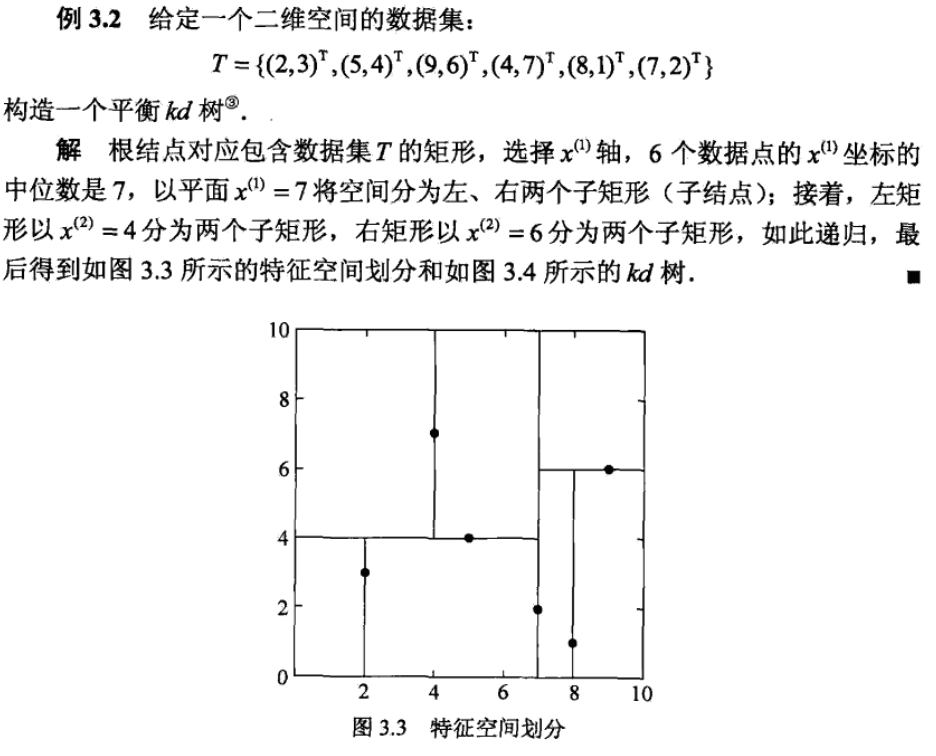 例 3.2 给定一个二维空间的数据集：
T = {(2,3)ᵀ,(5,4)ᵀ,(9,6)ᵀ,(4,7)ᵀ,(8,1)ᵀ,(7,2)ᵀ}
构造一个平衡 kd 树③.
解 根结点对应包含数据集 T 的矩形，选择 x⁽¹⁾ 轴，6 个数据点的 x⁽¹⁾ 坐标的
中位数是 7，以平面 x⁽¹⁾ = 7 将空间分为左、右两个子矩形（子结点）；接着，左矩
形以 x⁽²⁾ = 4 分为两个子矩形，右矩形以 x⁽²⁾ = 6 分为两个子矩形，如此递归，最
后得到如图 3.3 所示的特征空间划分和如图 3.4 所示的 kd 树. ■
10
8
6
4
2
0
2 4 6 8 10
图 3.3 特征空间划分